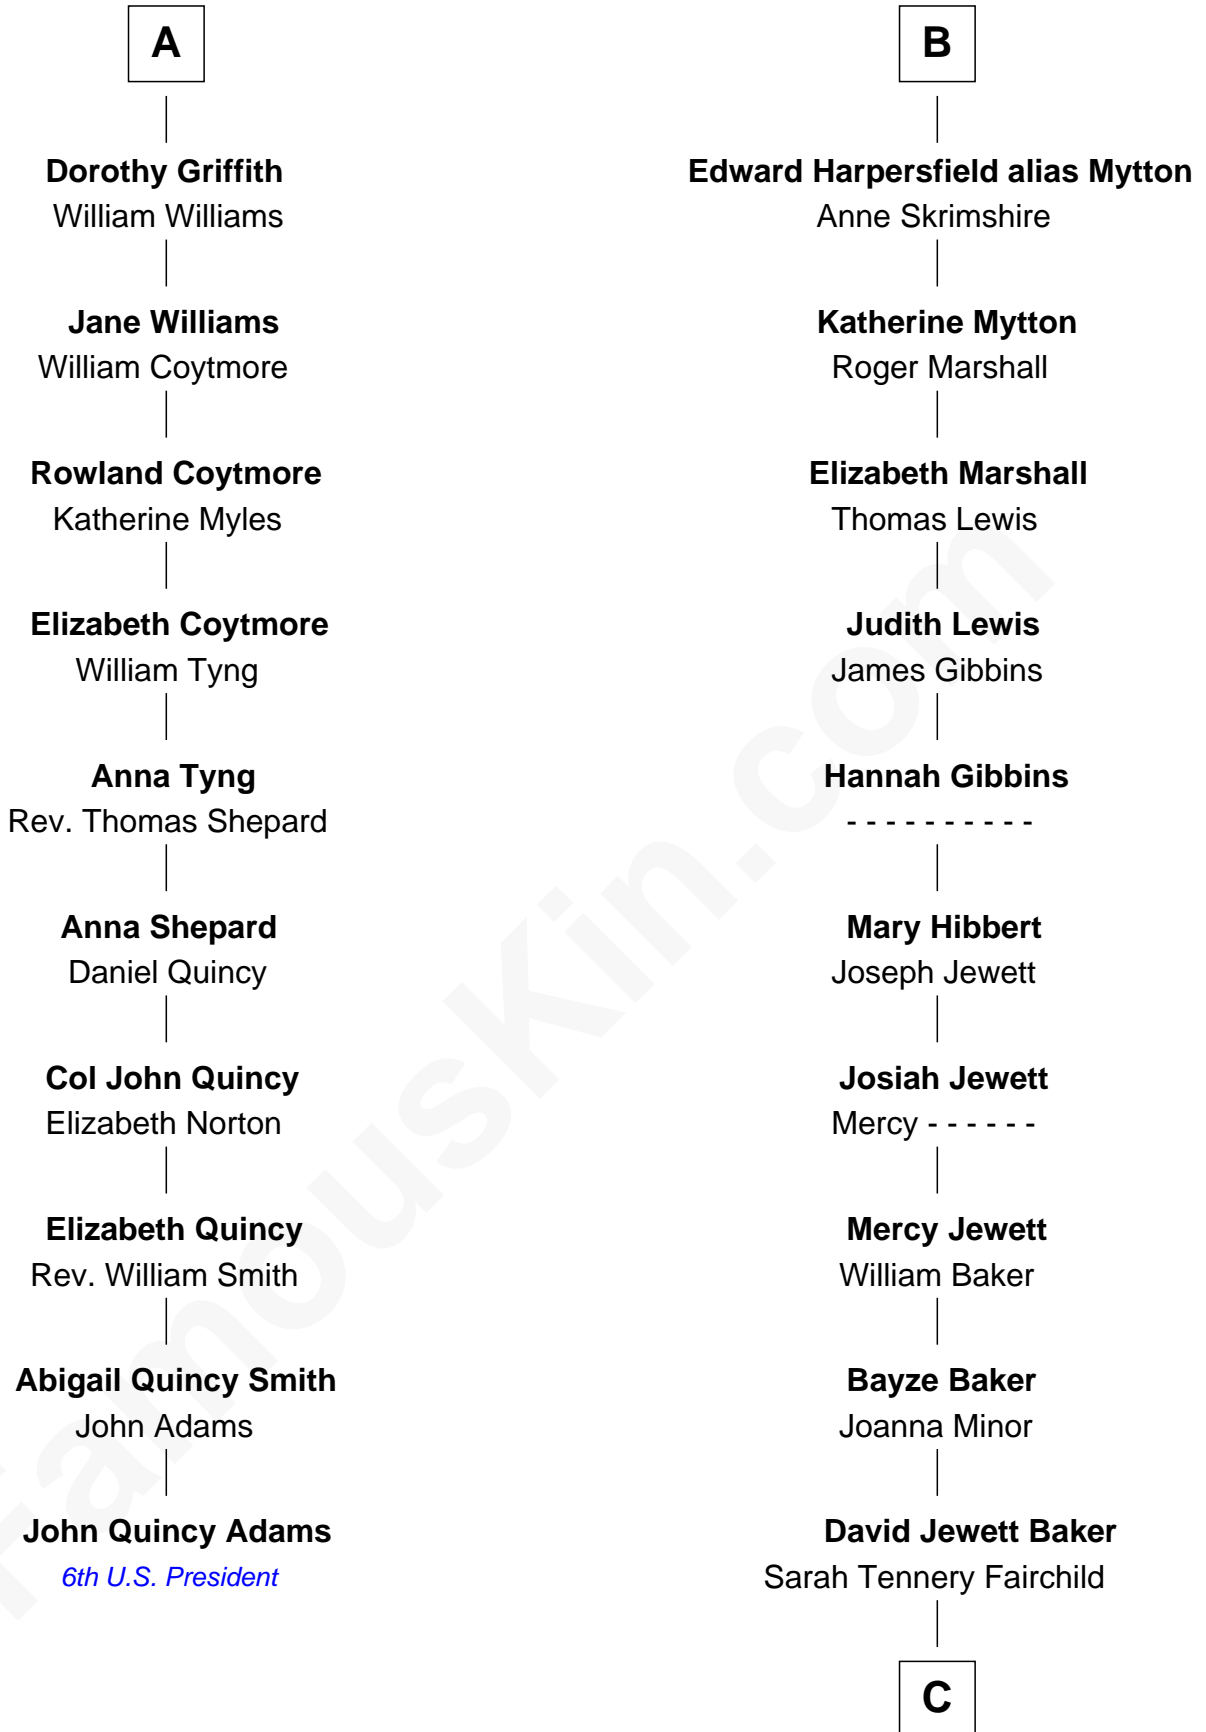 A
Dorothy Griffith
William Williams
Jane Williams
William Coytmore
Rowland Coytmore
Katherine Myles
Elizabeth Coytmore
William Tyng
Anna Tyng
Rev. Thomas Shepard
Anna Shepard
Daniel Quincy
Col John Quincy
Elizabeth Norton
Elizabeth Quincy
Rev. William Smith
Abigail Quincy Smith
John Adams
John Quincy Adams
6th U.S. President
B
Edward Harpersfield alias Mytton
Anne Skrimshire
Katherine Mytton
Roger Marshall
Elizabeth Marshall
Thomas Lewis
Judith Lewis
James Gibbins
Hannah Gibbins
- - - - - - - - - -
Mary Hibbert
Joseph Jewett
Josiah Jewett
Mercy - - - - - -
Mercy Jewett
William Baker
Bayze Baker
Joanna Minor
David Jewett Baker
Sarah Tennery Fairchild
C
FamousKin.com